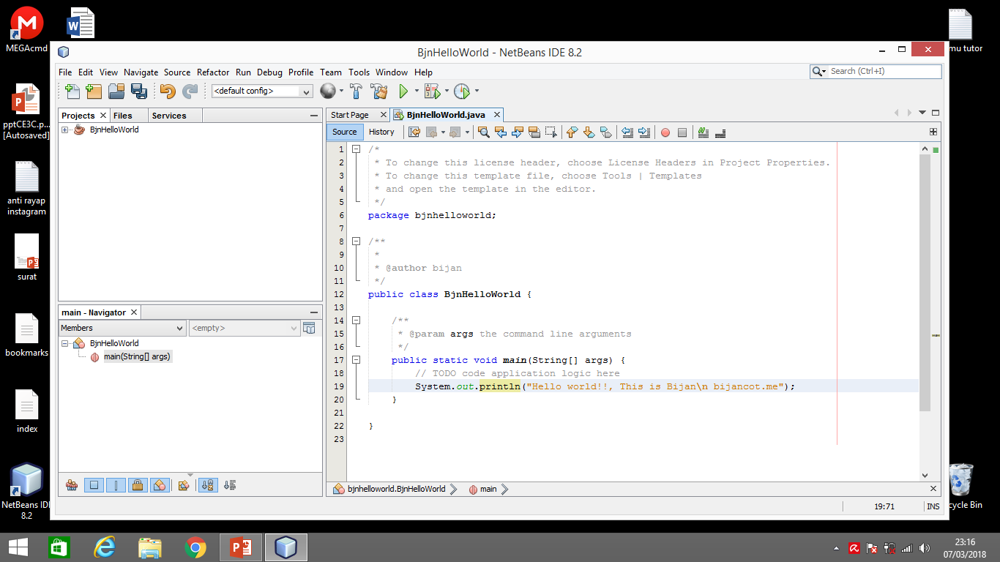 MEGAcmd
pptCE3C.p...
[Autosaved]
anti rayap
instagram
surat
bookmarks
index
NetBeans IDE
8.2
mu tutor
cycle Bin
BjnHelloWorld - NetBeans IDE 8.2
File Edit View Navigate Source Refactor Run Debug Profile Team Tools Window Help
Search (Ctrl+I)
<default config>
Projects Files Services
BjnHelloWorld
main - Navigator
Members <empty>
BjnHelloWorld
main(String[] args)
Start Page BjnHelloWorld.java
Source History
1 /*
2 * To change this license header, choose License Headers in Project Properties.
3 * To change this template file, choose Tools | Templates
4 * and open the template in the editor.
5 */
6 package bjnhelloworld;
7
8 /**
9 *
10 * @author bijan
11 */
12 public class BjnHelloWorld {
13
14 /**
15 * @param args the command line arguments
16 */
17 public static void main(String[] args) {
18 // TODO code application logic here
19 System.out.println("Hello world!!, This is Bijan\n bijancot.me");
20 }
21
22 }
23
bjnhelloworld.BjnHelloWorld main
19:71 INS
23:16
07/03/2018